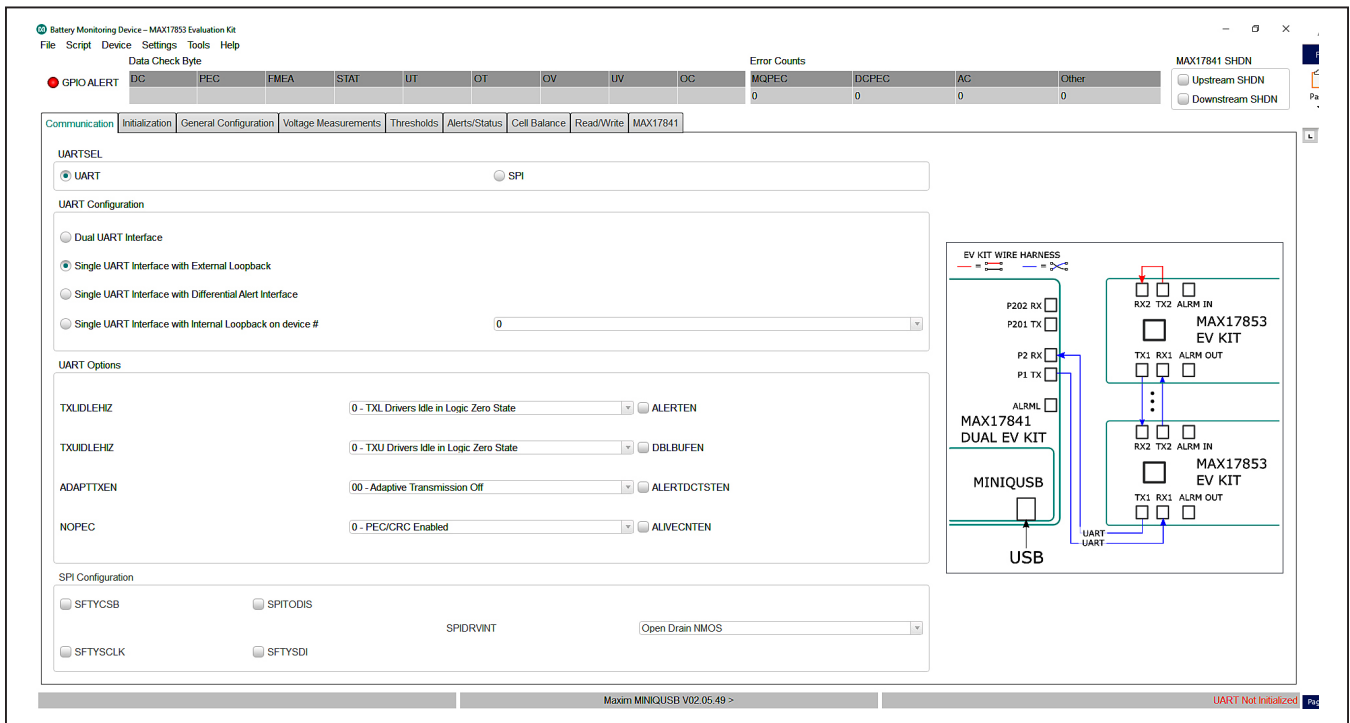 Battery Monitoring Device – MAX17853 Evaluation Kit
File Script Device Settings Tools Help
Data Check Byte Error Counts MAX17841 SHDN
GPIO ALERT DC PEC FMEA STAT UT OT OV UV OC MQPEC DCPEC AC Other Upstream SHDN
0 0 0 0 Downstream SHDN
Communication Initialization General Configuration Voltage Measurements Thresholds Alerts/Status Cell Balance Read/Write MAX17841
UARTSEL
UART SPI
UART Configuration
Dual UART Interface
Single UART Interface with External Loopback
Single UART Interface with Differential Alert Interface
Single UART Interface with Internal Loopback on device # 0
UART Options
TXLIDLEHIZ 0 - TXL Drivers Idle in Logic Zero State ALERTEN
TXUIDLEHIZ 0 - TXU Drivers Idle in Logic Zero State DBLBUFEN
ADAPTTXEN 00 - Adaptive Transmission Off ALERTDCTSTEN
NOPEC 0 - PEC/CRC Enabled ALIVECNTEN
SPI Configuration
SFTYCSB SPITODIS
SPIDRVINT Open Drain NMOS
SFTYSCLK SFTYSDI
EV KIT WIRE HARNESS
= =
P202 RX
P201 TX
P2 RX
P1 TX
ALRML
MAX17841
DUAL EV KIT
MINIQUSB
USB
RX2 TX2 ALRM IN
MAX17853
EV KIT
TX1 RX1 ALRM OUT
RX2 TX2 ALRM IN
MAX17853
EV KIT
TX1 RX1 ALRM OUT
UART
UART
Maxim MINIQUSB V02.05.49 > UART Not Initialized